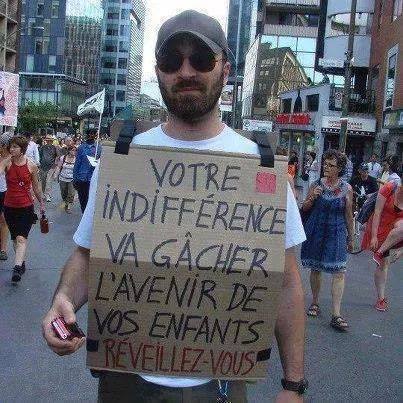 VOTRE
INDIFFÉRENCE
VA GÂCHER
L'AVENIR DE
VOS ENFANTS
RÉVEILLEZ-VOUS